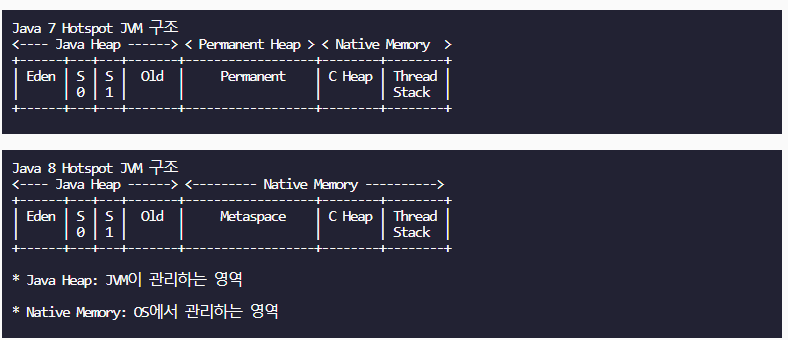 Java 7 Hotspot JVM 구조
<---- Java Heap ------> < Permanent Heap > < Native Memory  >
+------+---+---+-------+------------------+--------+--------+
| Eden | S | S |  Old  |     Permanent    | C Heap | Thread |
|      | 0 | 1 |       |                  |        | Stack  |
+------+---+---+-------+------------------+--------+--------+
Java 8 Hotspot JVM 구조
<---- Java Heap ------> <--------- Native Memory ---------->
+------+---+---+-------+------------------+--------+--------+
| Eden | S | S |  Old  |     Metaspace    | C Heap | Thread |
|      | 0 | 1 |       |                  |        | Stack  |
+------+---+---+-------+------------------+--------+--------+
* Java Heap: JVM이 관리하는 영역
* Native Memory: OS에서 관리하는 영역